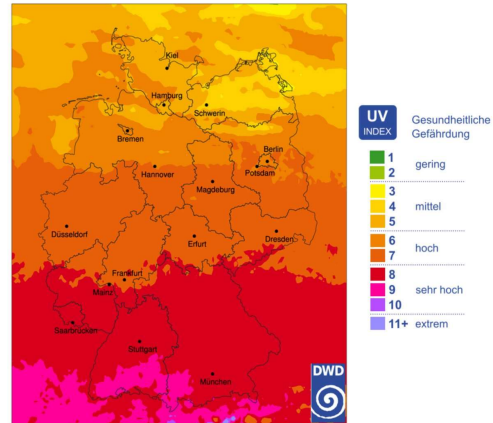 Kiel
Hamburg
Schwerin
Bremen
Berlin
Potsdam
Hannover
Magdeburg
Düsseldorf
Erfurt
Dresden
Frankfurt
Mainz
Saarbrücken
Stuttgart
München
DWD
UV
INDEX
Gesundheitliche
Gefährdung
1
2
gering
3
4
mittel
5
6
hoch
7
8
9 sehr hoch
10
11+ extrem